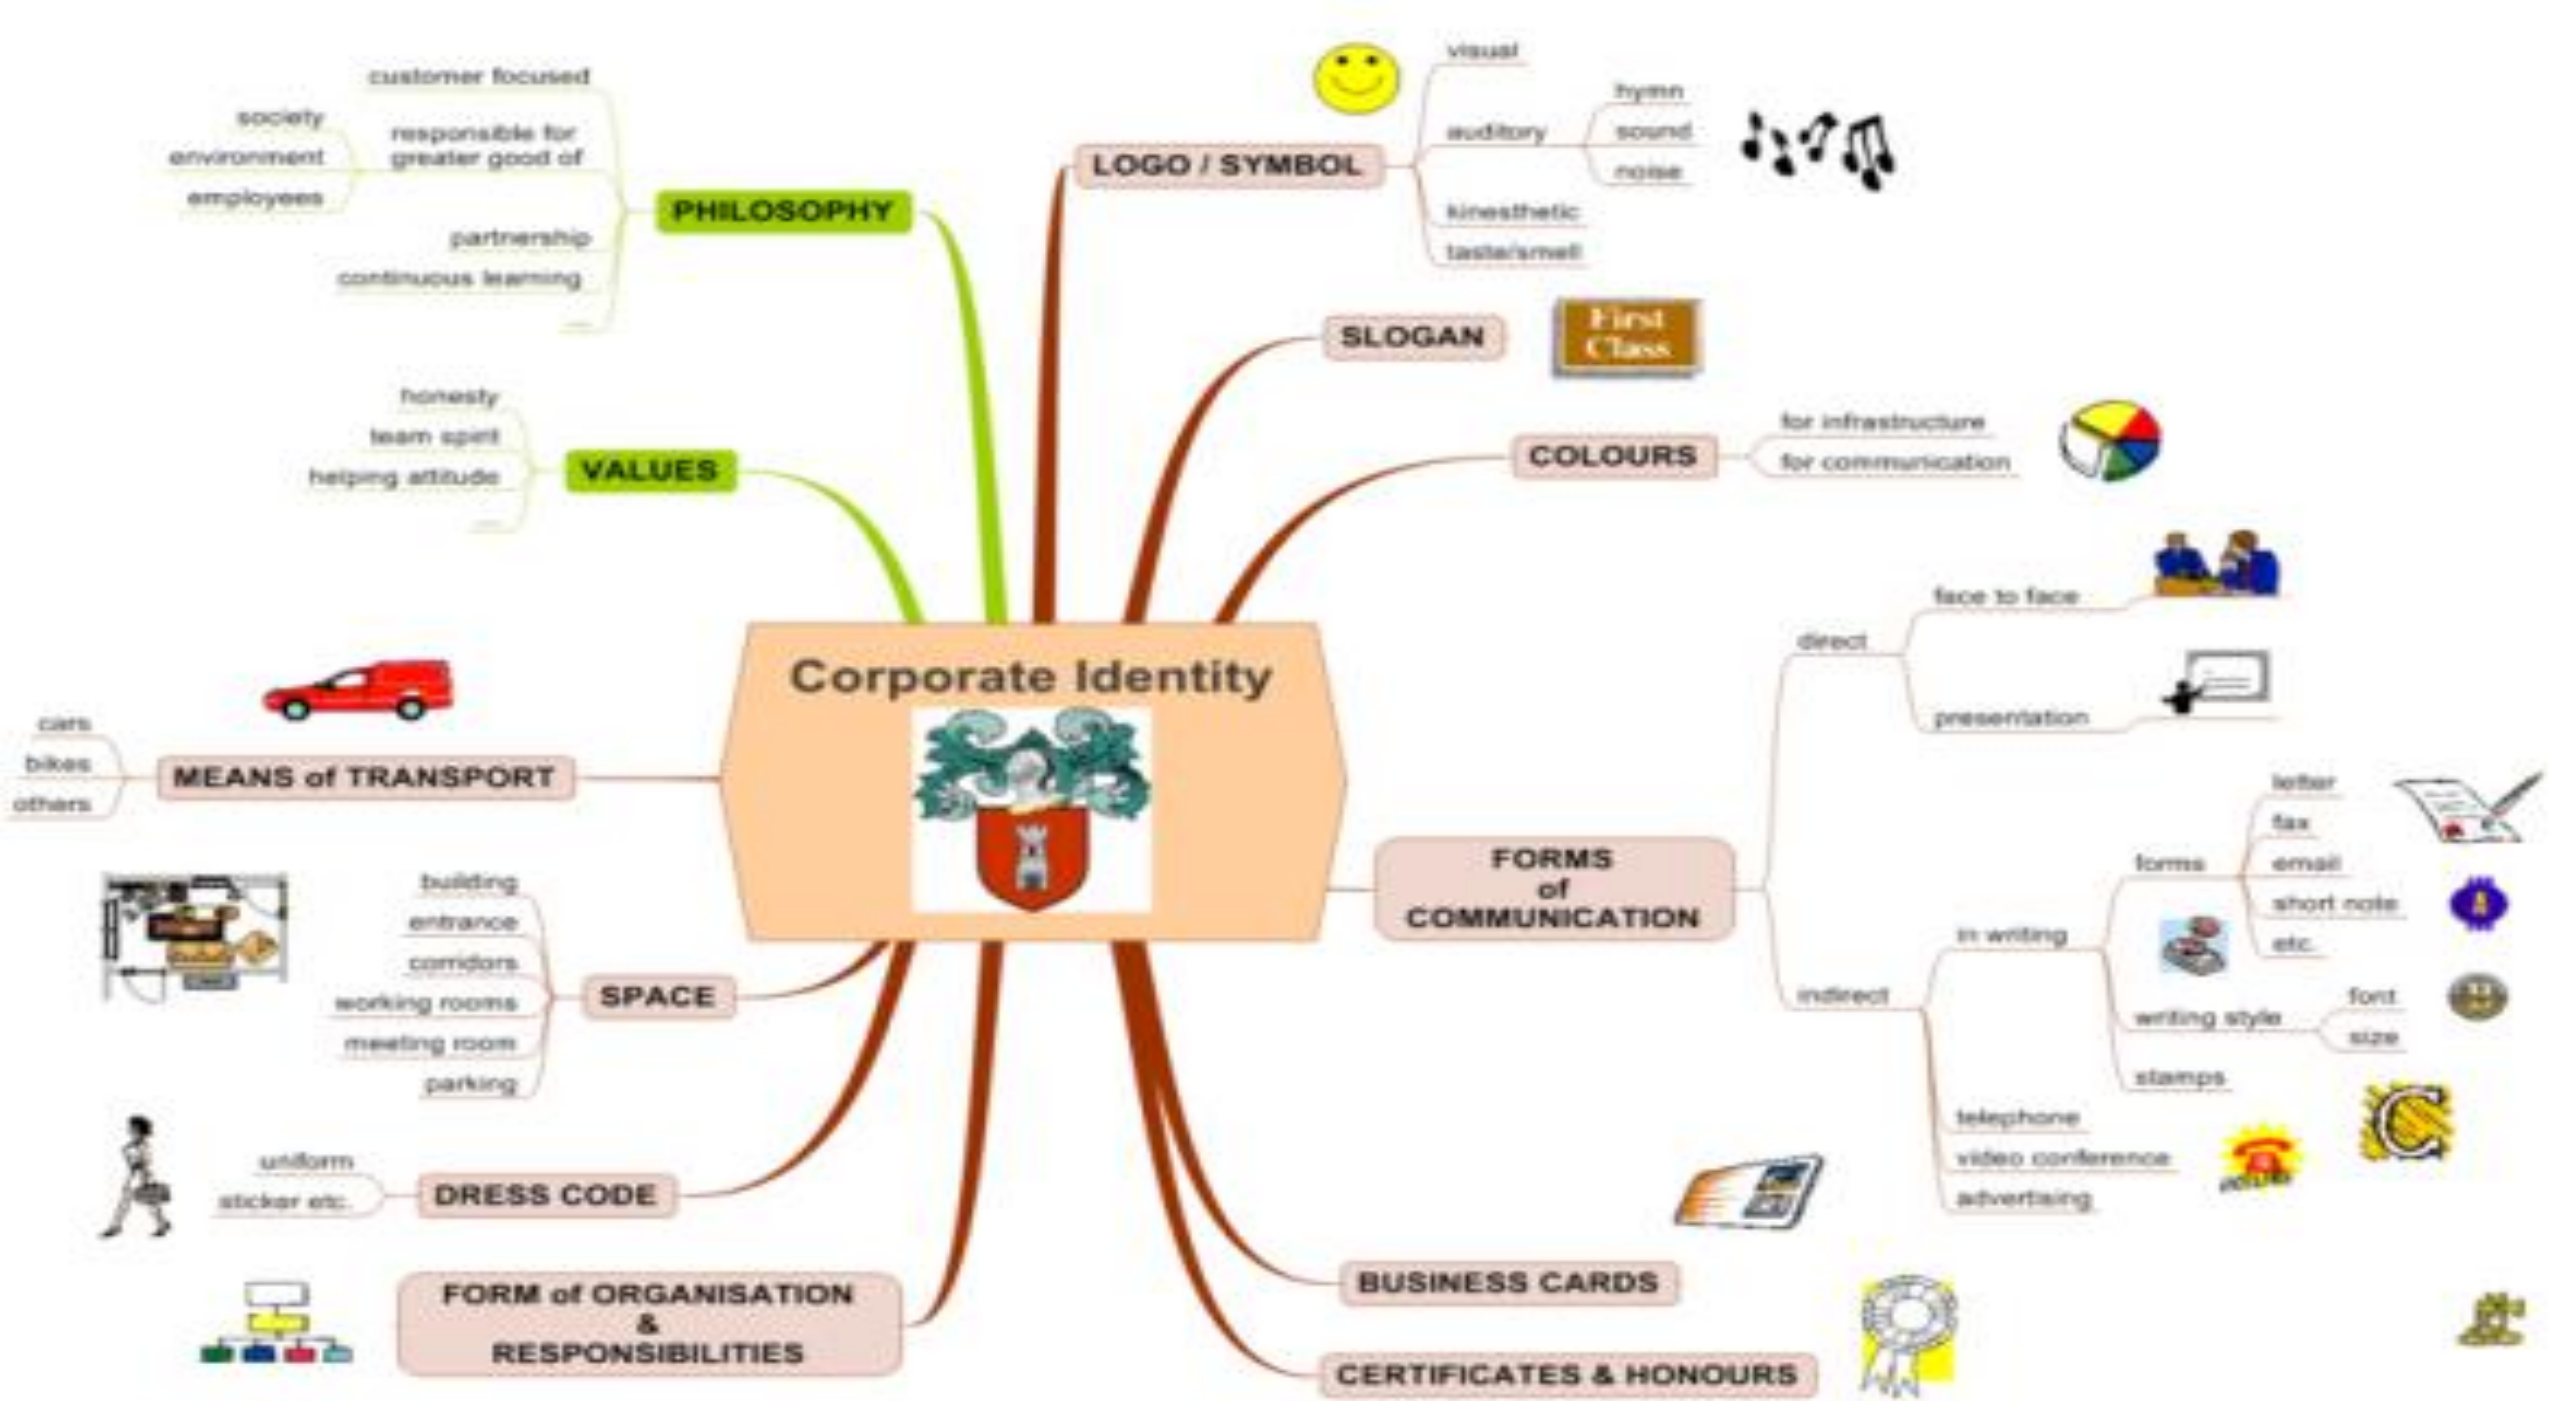 Corporate Identity
LOGO / SYMBOL
visual
auditory
hymn
sound
noise
kinesthetic
taste/smell
SLOGAN
First
Class
COLOURS
for infrastructure
for communication
FORMS
of
COMMUNICATION
direct
face to face
presentation
indirect
in writing
forms
letter
fax
email
short note
etc.
writing style
font
size
stamps
telephone
video conference
advertising
BUSINESS CARDS
CERTIFICATES & HONOURS
FORM of ORGANISATION
&
RESPONSIBILITIES
DRESS CODE
uniform
sticker etc.
SPACE
building
entrance
corridors
working rooms
meeting room
parking
MEANS of TRANSPORT
cars
bikes
others
VALUES
honesty
team spirit
helping attitude
...
PHILOSOPHY
customer focused
responsible for
greater good of
society
environment
employees
partnership
continuous learning
...
A
C